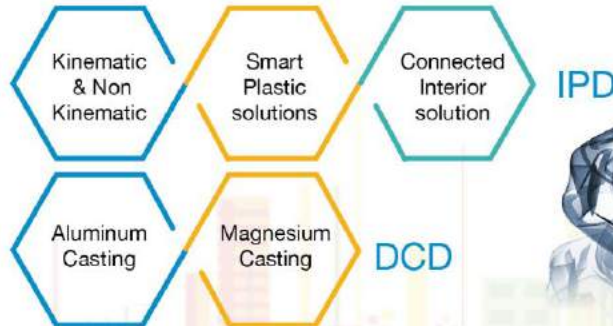 Kinematic
& Non
Kinematic
Smart
Plastic
solutions
Connected
Interior
solution
IPD
Aluminum
Casting
Magnesium
Casting
DCD